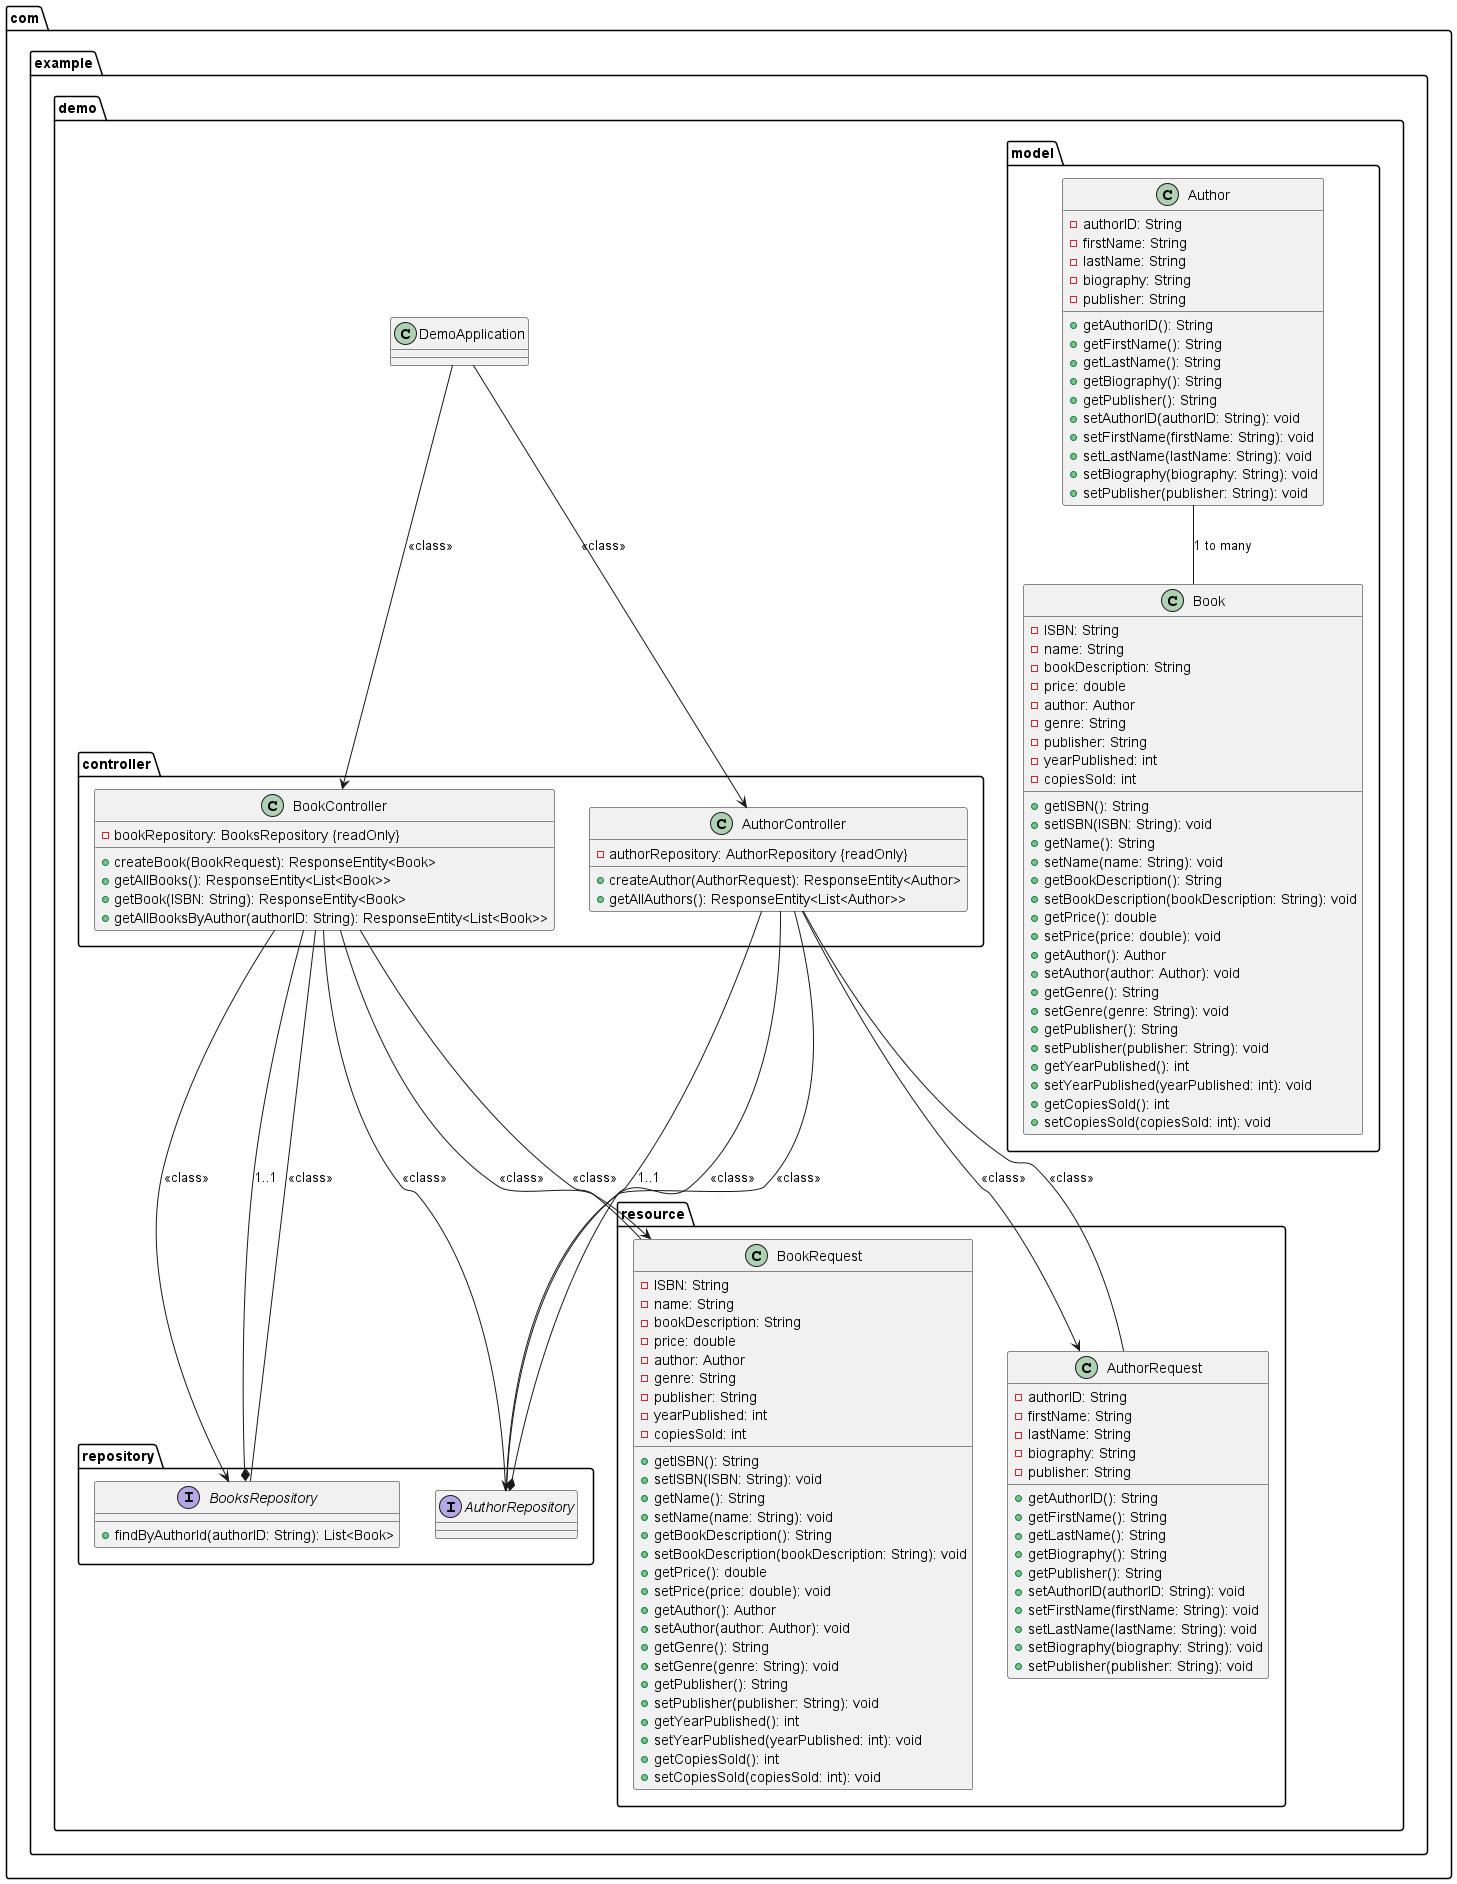 com
example
demo
model
C Author
authorID: String
firstName: String
lastName: String
biography: String
publisher: String
getAuthorID(): String
getFirstName(): String
getLastName(): String
getBiography(): String
getPublisher(): String
setAuthorID(authorID: String): void
setFirstName(firstName: String): void
setLastName(lastName: String): void
setBiography(biography: String): void
setPublisher(publisher: String): void
C DemoApplication
«class»
«class»
1 to many
C Book
ISBN: String
name: String
bookDescription: String
price: double
author: Author
genre: String
publisher: String
yearPublished: int
copiesSold: int
getISBN(): String
setISBN(ISBN: String): void
getName(): String
setName(name: String): void
getBookDescription(): String
setBookDescription(bookDescription: String): void
getPrice(): double
setPrice(price: double): void
getAuthor(): Author
setAuthor(author: Author): void
getGenre(): String
setGenre(genre: String): void
getPublisher(): String
setPublisher(publisher: String): void
getYearPublished(): int
setYearPublished(yearPublished: int): void
getCopiesSold(): int
setCopiesSold(copiesSold: int): void
controller
C BookController
bookRepository: BooksRepository {readOnly}
createBook(BookRequest): ResponseEntity<Book>
getAllBooks(): ResponseEntity<List<Book>>
getBook(ISBN: String): ResponseEntity<Book>
getAllBooksByAuthor(authorID: String): ResponseEntity<List<Book>>
C AuthorController
authorRepository: AuthorRepository {readOnly}
createAuthor(AuthorRequest): ResponseEntity<Author>
getAllAuthors(): ResponseEntity<List<Author>>
«class»
1..1
«class»
«class»
«class»
«class»
1..1
«class»
«class»
«class»
«class»
resource
C BookRequest
ISBN: String
name: String
bookDescription: String
price: double
author: Author
genre: String
publisher: String
yearPublished: int
copiesSold: int
getISBN(): String
setISBN(ISBN: String): void
getName(): String
setName(name: String): void
getBookDescription(): String
setBookDescription(bookDescription: String): void
getPrice(): double
setPrice(price: double): void
getAuthor(): Author
setAuthor(author: Author): void
getGenre(): String
setGenre(genre: String): void
getPublisher(): String
setPublisher(publisher: String): void
getYearPublished(): int
setYearPublished(yearPublished: int): void
getCopiesSold(): int
setCopiesSold(copiesSold: int): void
C AuthorRequest
authorID: String
firstName: String
lastName: String
biography: String
publisher: String
getAuthorID(): String
getFirstName(): String
getLastName(): String
getBiography(): String
getPublisher(): String
setAuthorID(authorID: String): void
setFirstName(firstName: String): void
setLastName(lastName: String): void
setBiography(biography: String): void
setPublisher(publisher: String): void
repository
I BooksRepository
findByAuthorId(authorID: String): List<Book>
I AuthorRepository